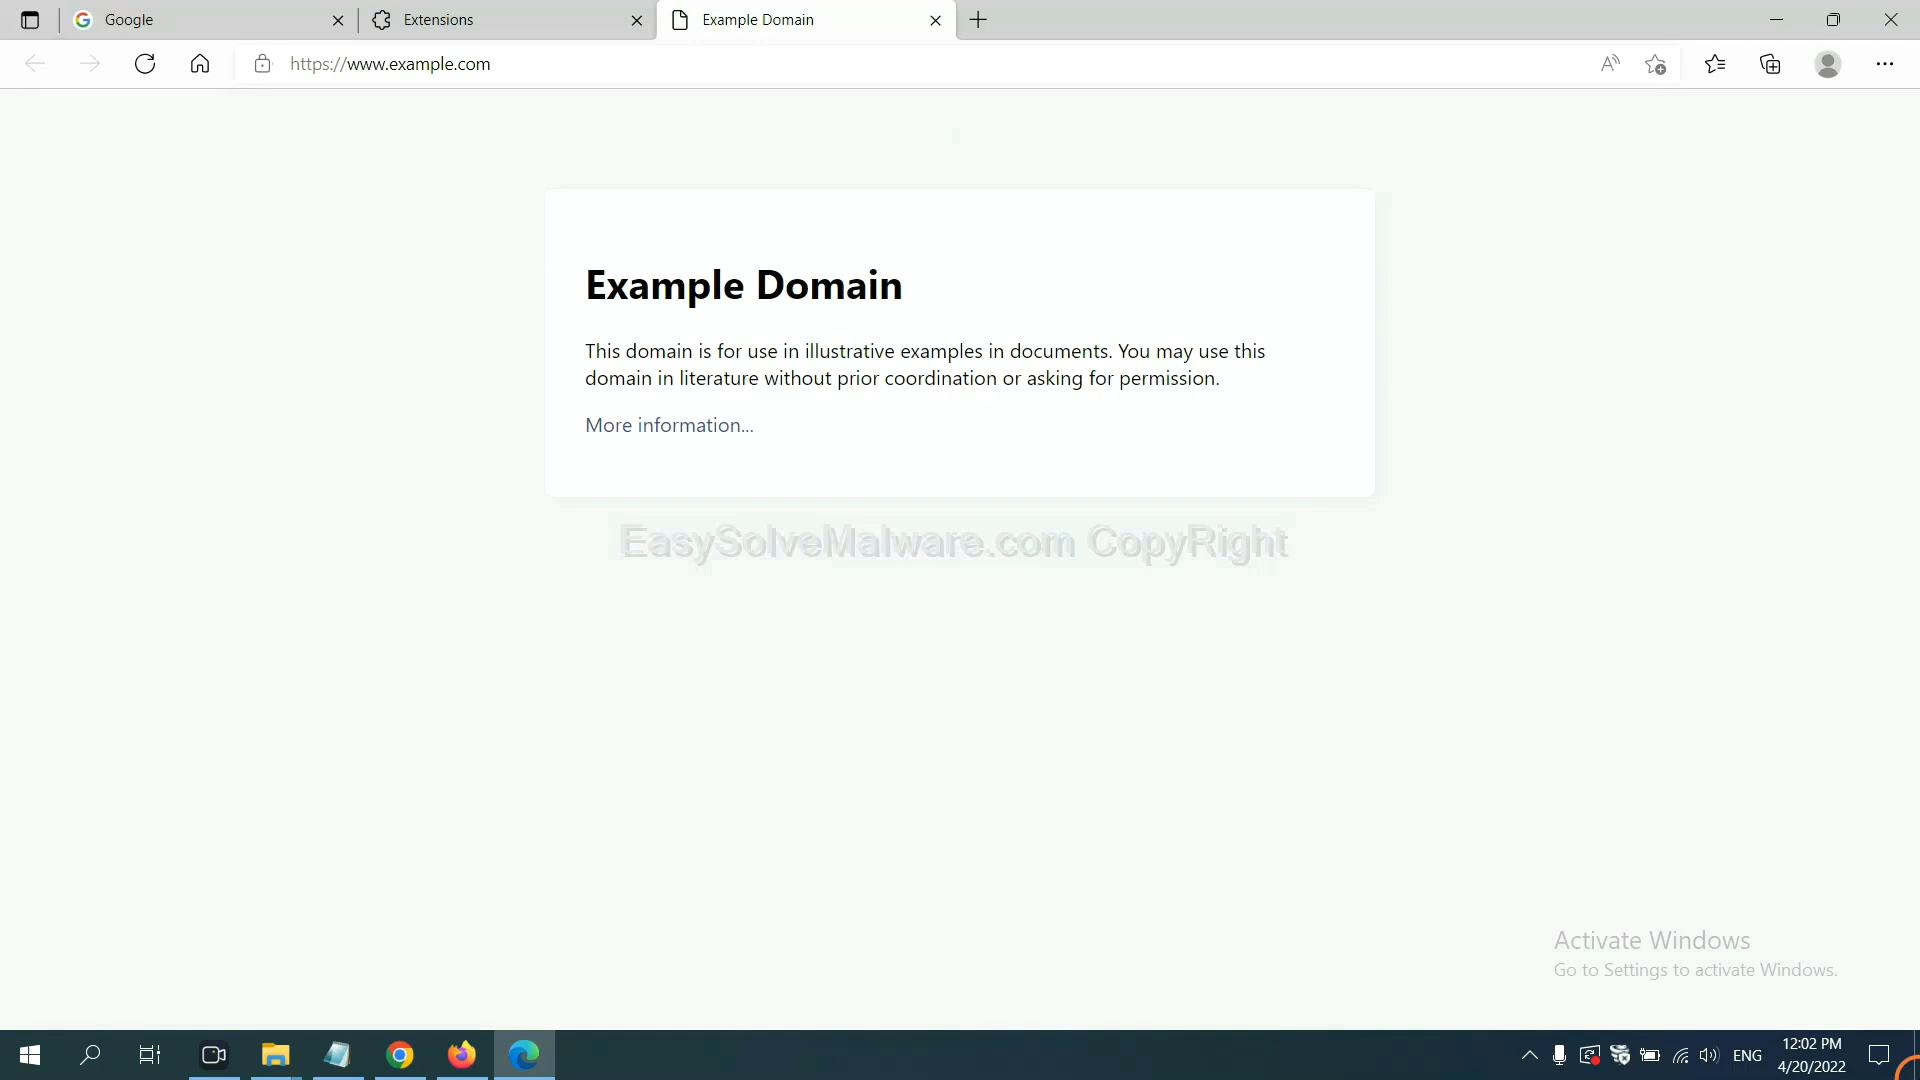 Google
Extensions
Example Domain
https://www.example.com
Example Domain
This domain is for use in illustrative examples in documents. You may use this
domain in literature without prior coordination or asking for permission.
More information...
EasySolveMalware.com CopyRight
Activate Windows
Go to Settings to activate Windows.
ENG
12:02 PM
4/20/2022